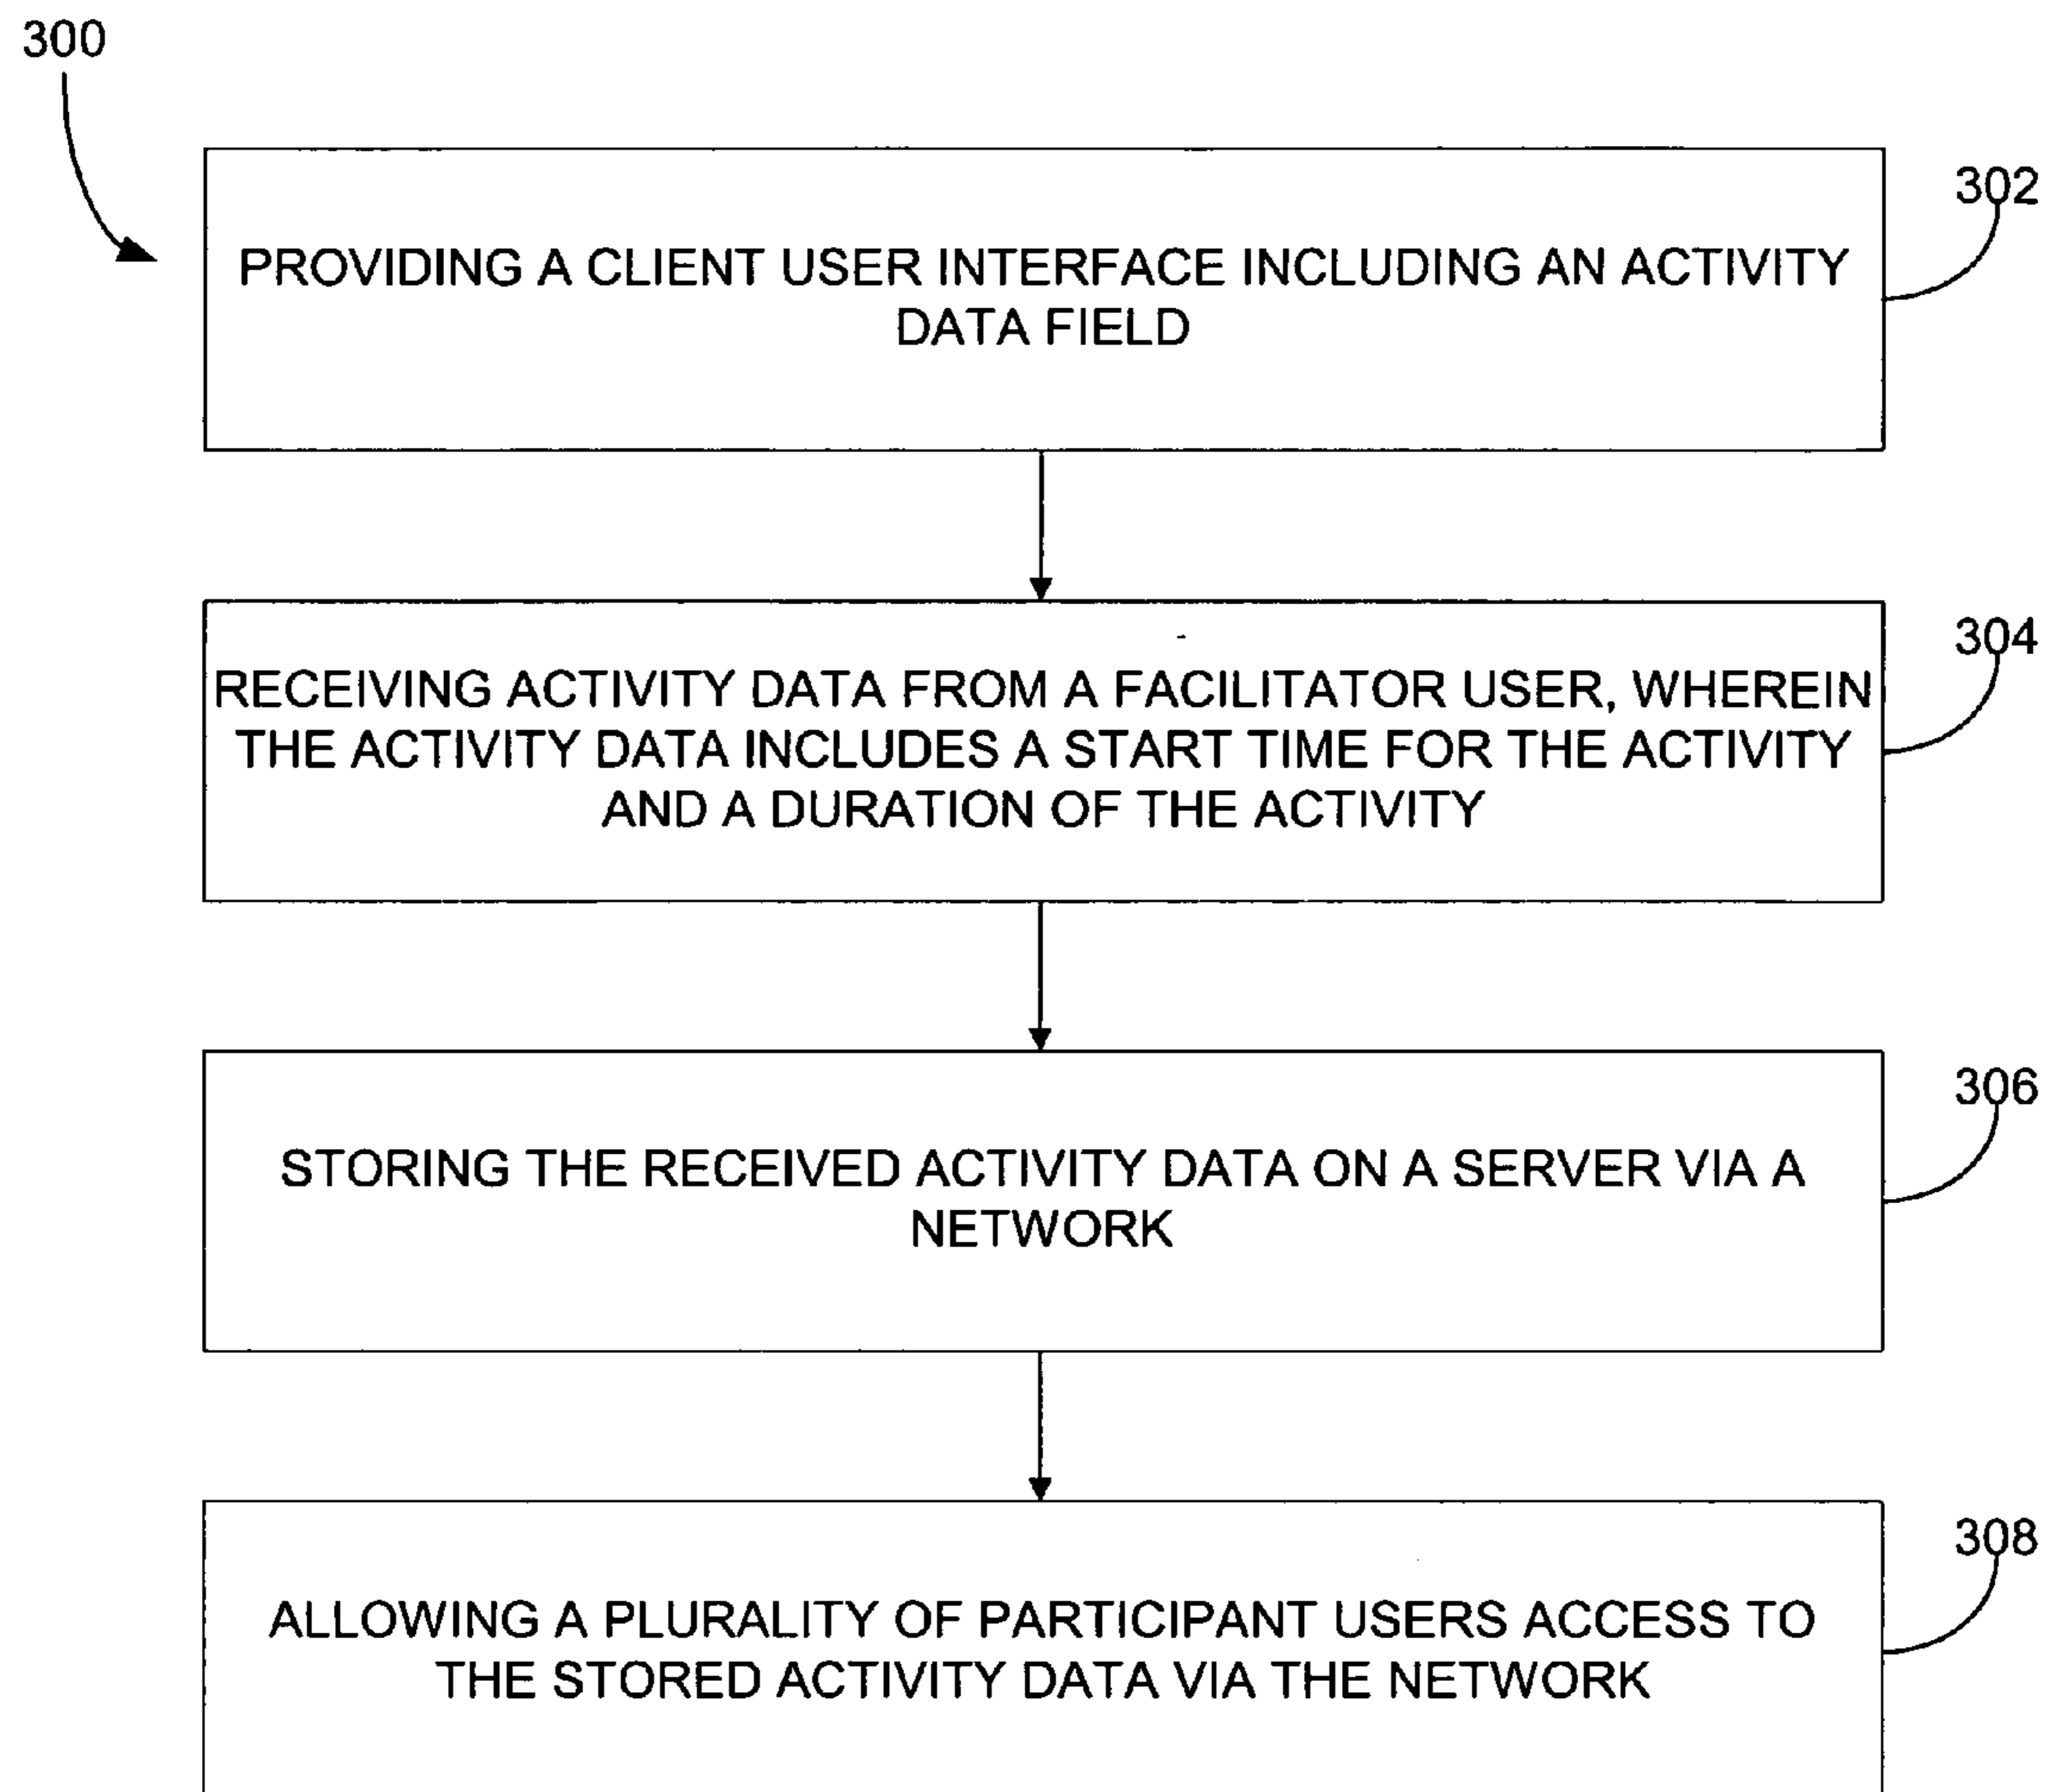 300
302
PROVIDING A CLIENT USER INTERFACE INCLUDING AN ACTIVITY
DATA FIELD
304
RECEIVING ACTIVITY DATA FROM A FACILITATOR USER, WHEREIN
THE ACTIVITY DATA INCLUDES A START TIME FOR THE ACTIVITY
AND A DURATION OF THE ACTIVITY
306
STORING THE RECEIVED ACTIVITY DATA ON A SERVER VIA A
NETWORK
308
ALLOWING A PLURALITY OF PARTICIPANT USERS ACCESS TO
THE STORED ACTIVITY DATA VIA THE NETWORK